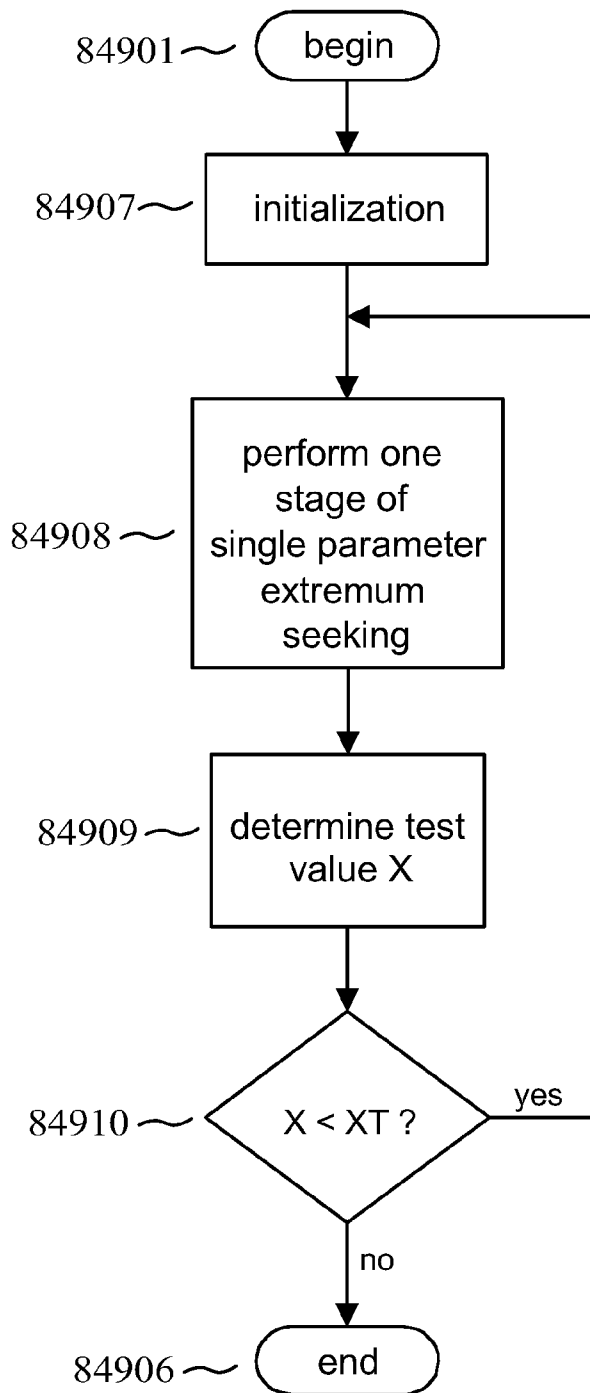 84901
begin
84907
initialization
84908
perform one
stage of
single parameter
extremum
seeking
84909
determine test
value X
84910
X < XT ?
yes
no
84906
end